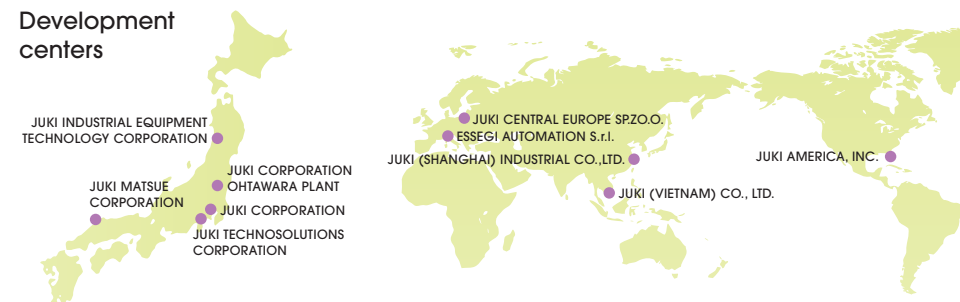 Development
centers
JUKI INDUSTRIAL EQUIPMENT
TECHNOLOGY CORPORATION
JUKI CORPORATION
OHTAWARA PLANT
JUKI MATSUE
CORPORATION
JUKI CORPORATION
JUKI TECHNOSOLUTIONS
CORPORATION
JUKI CENTRAL EUROPE SP.ZO.O.
ESSEGI AUTOMATION S.r.l.
JUKI (SHANGHAI) INDUSTRIAL CO.,LTD.
JUKI (VIETNAM) CO., LTD.
JUKI AMERICA, INC.